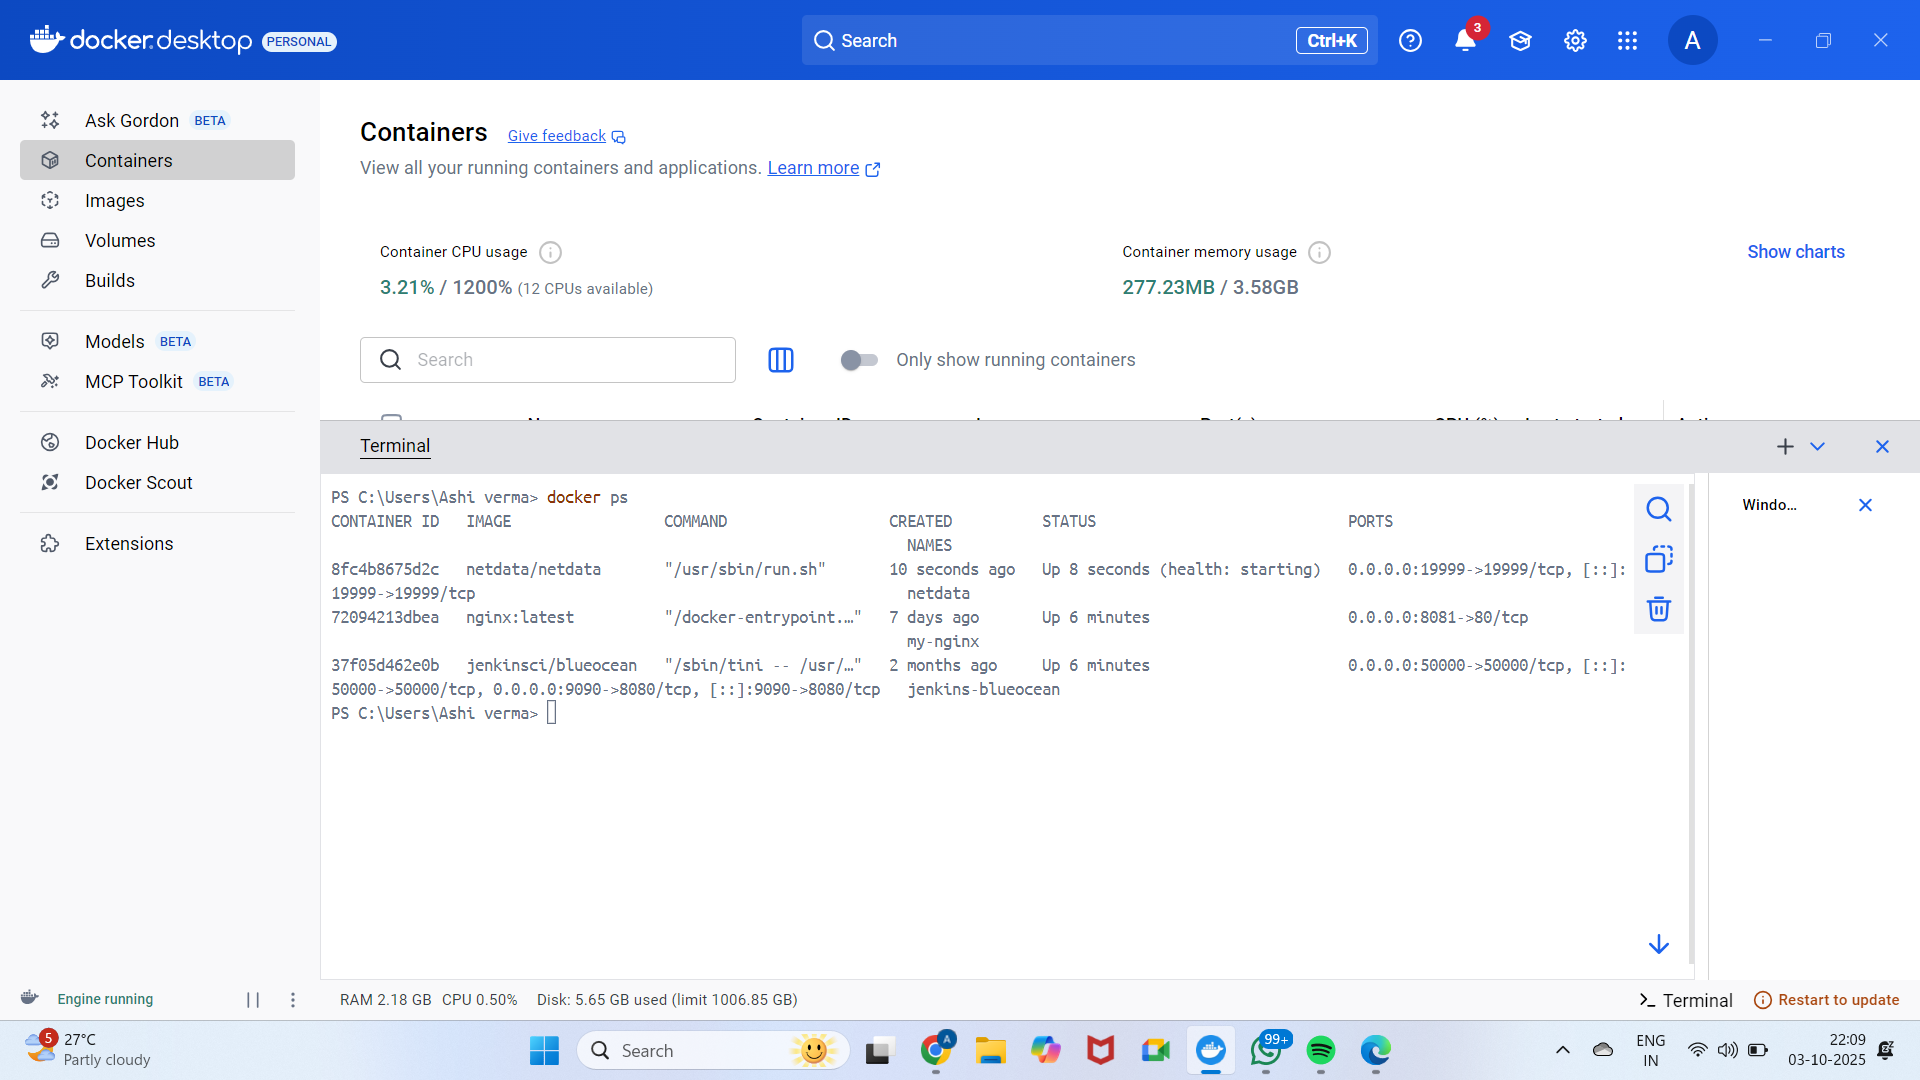 docker.desktop PERSONAL
Search
Ctrl+K
3
A
Ask Gordon BETA
Containers
Images
Volumes
Builds
Models BETA
MCP Toolkit BETA
Docker Hub
Docker Scout
Extensions
Containers Give feedback
View all your running containers and applications. Learn more
Container CPU usage
3.21% / 1200% (12 CPUs available)
Container memory usage
277.23MB / 3.58GB
Show charts
Search
Only show running containers
Terminal
PS C:\Users\Ashi verma> docker ps
CONTAINER ID IMAGE COMMAND CREATED STATUS PORTS
NAMES
8fc4b8675d2c netdata/netdata "/usr/sbin/run.sh" 10 seconds ago Up 8 seconds (health: starting) 0.0.0.0:19999->19999/tcp, [::]:
19999->19999/tcp netdata
72094213dbea nginx:latest "/docker-entrypoint.…" 7 days ago Up 6 minutes 0.0.0.0:8081->80/tcp
my-nginx
37f05d462e0b jenkinsci/blueocean "/sbin/tini -- /usr/…" 2 months ago Up 6 minutes 0.0.0.0:50000->50000/tcp, [::]:
50000->50000/tcp, 0.0.0.0:9090->8080/tcp, [::]:9090->8080/tcp jenkins-blueocean
PS C:\Users\Ashi verma>
Windo...
Engine running
RAM 2.18 GB CPU 0.50% Disk: 5.65 GB used (limit 1006.85 GB)
Terminal
Restart to update
5
27°C
Partly cloudy
Search
A
99+
ENG
IN
22:09
03-10-2025